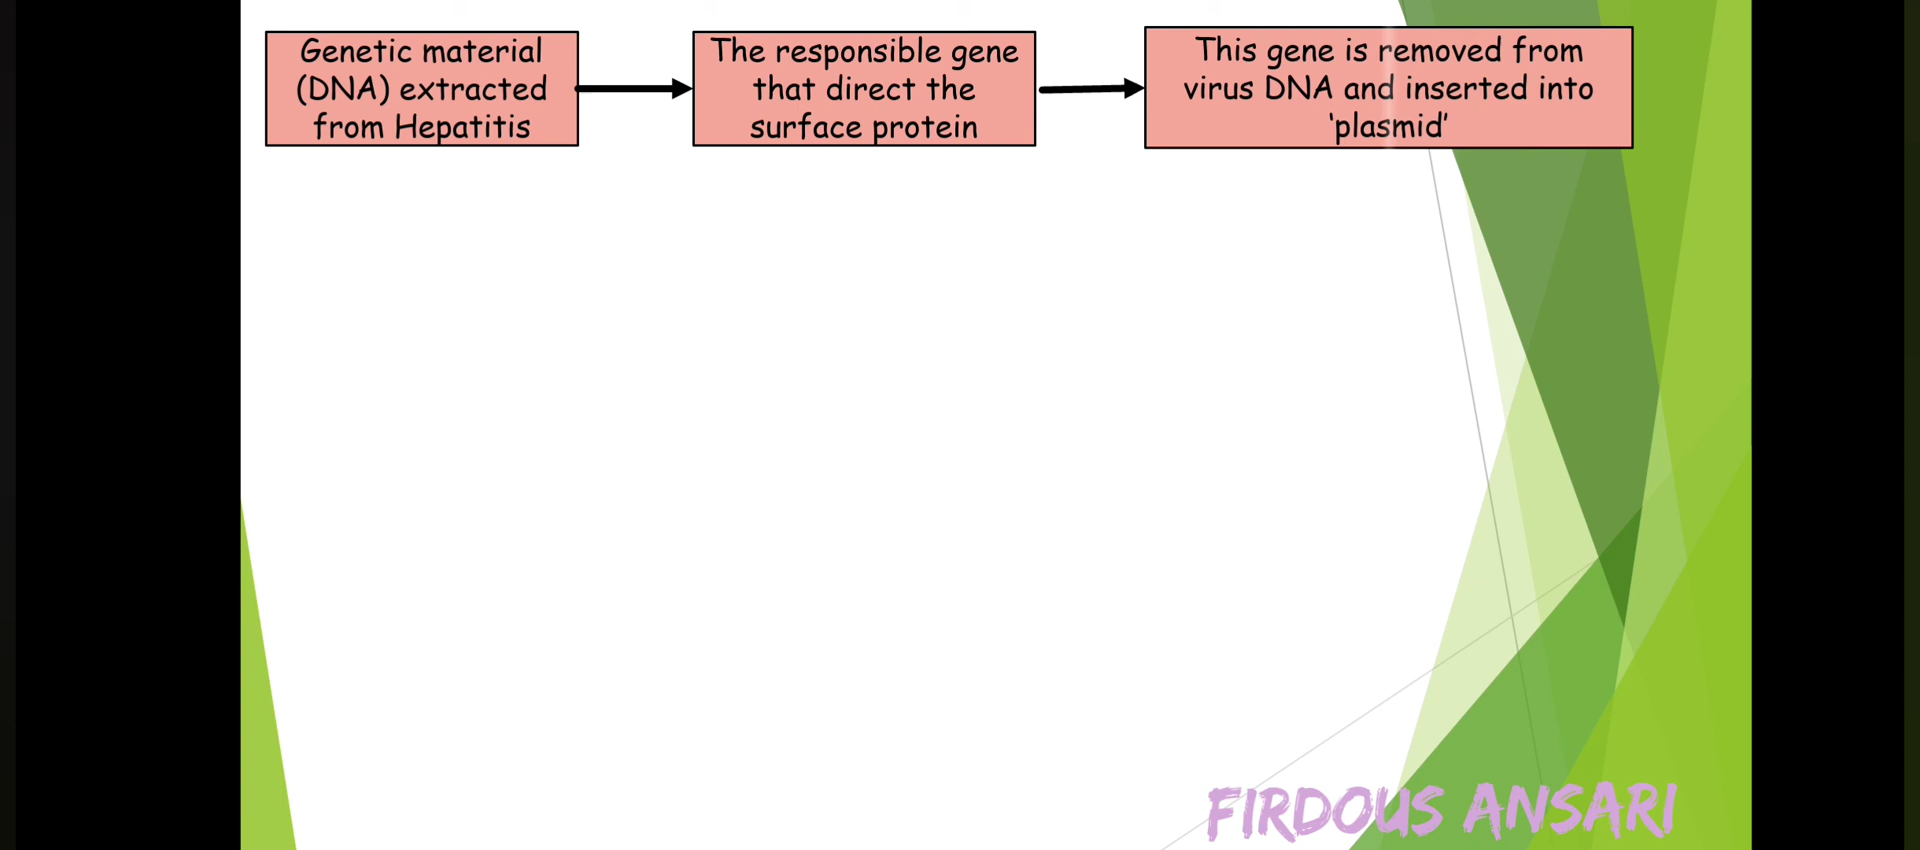 Genetic material
(DNA) extracted
from Hepatitis
The responsible gene
that direct the
surface protein
This gene is removed from
virus DNA and inserted into
‘plasmid’
FIRDOUS ANSARI